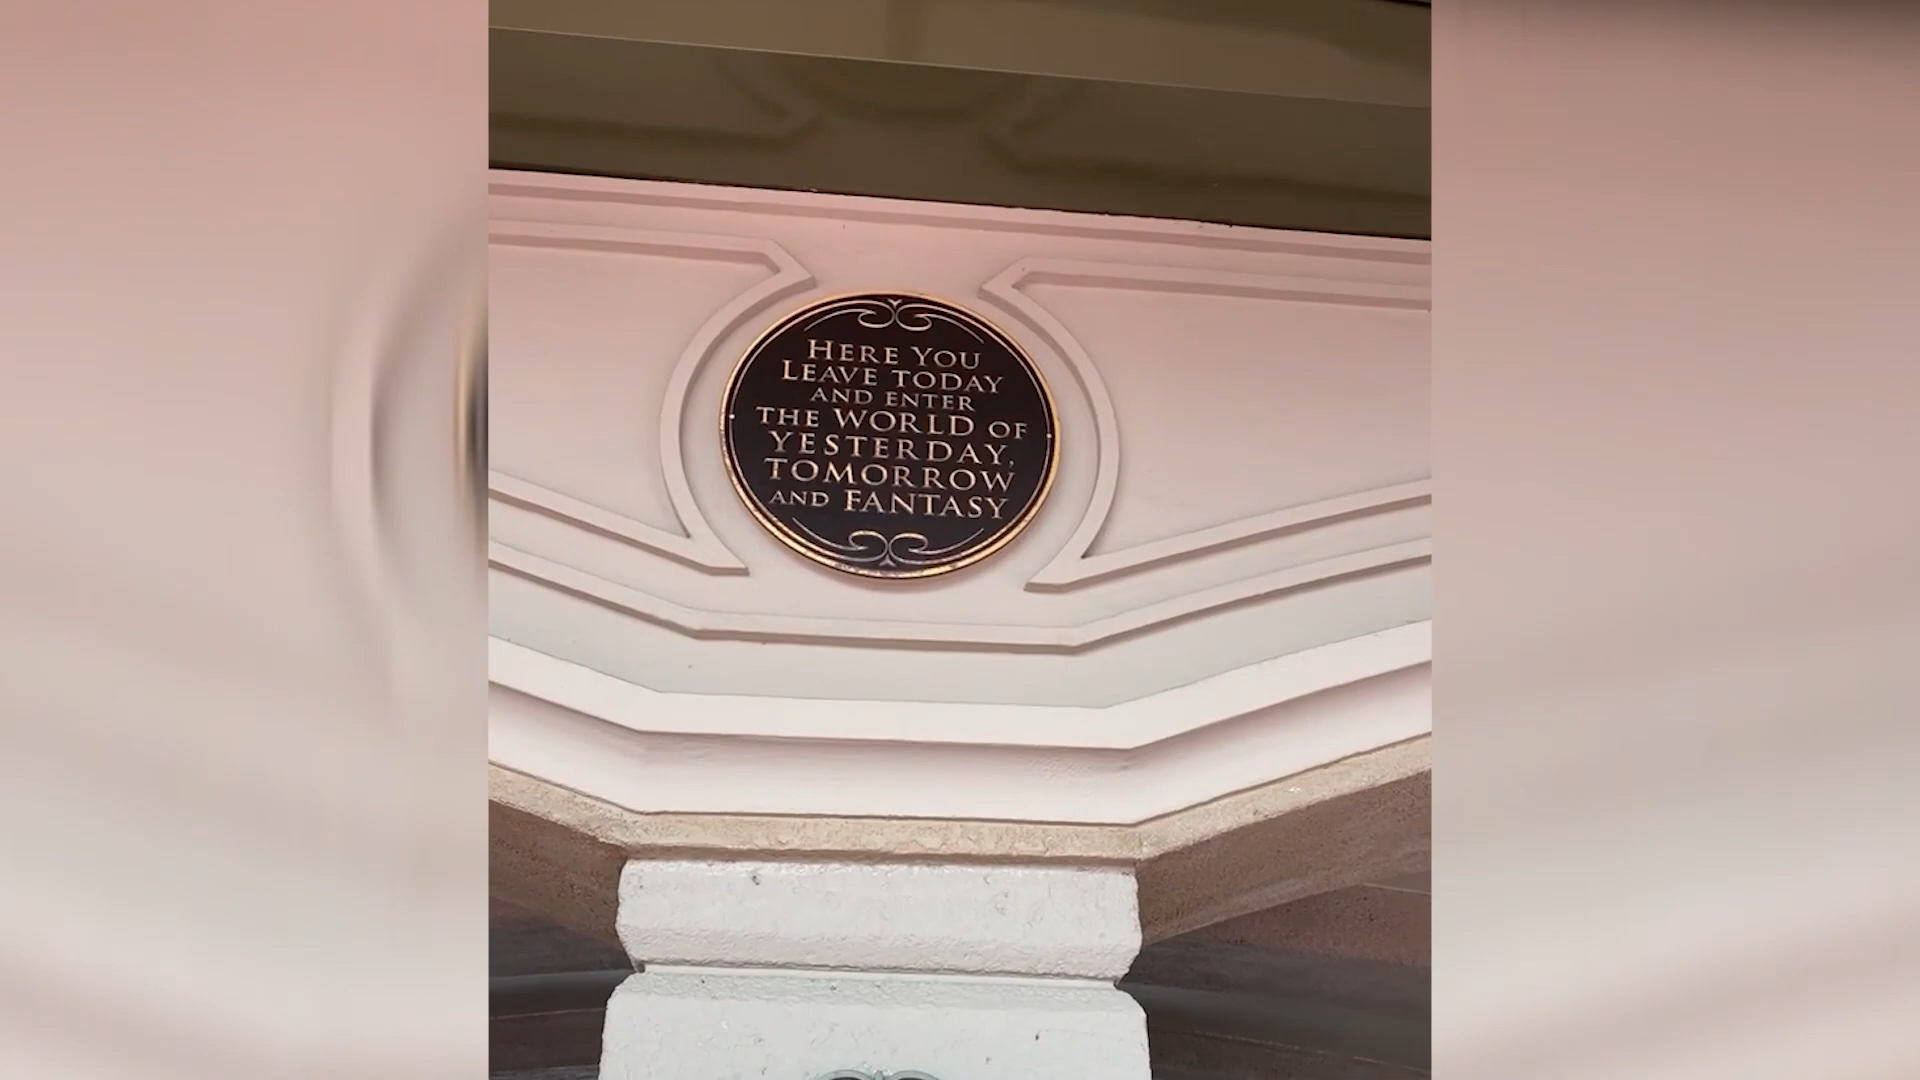 HERE YOU
LEAVE TODAY
AND ENTER
THE WORLD OF
YESTERDAY,
TOMORROW
AND FANTASY